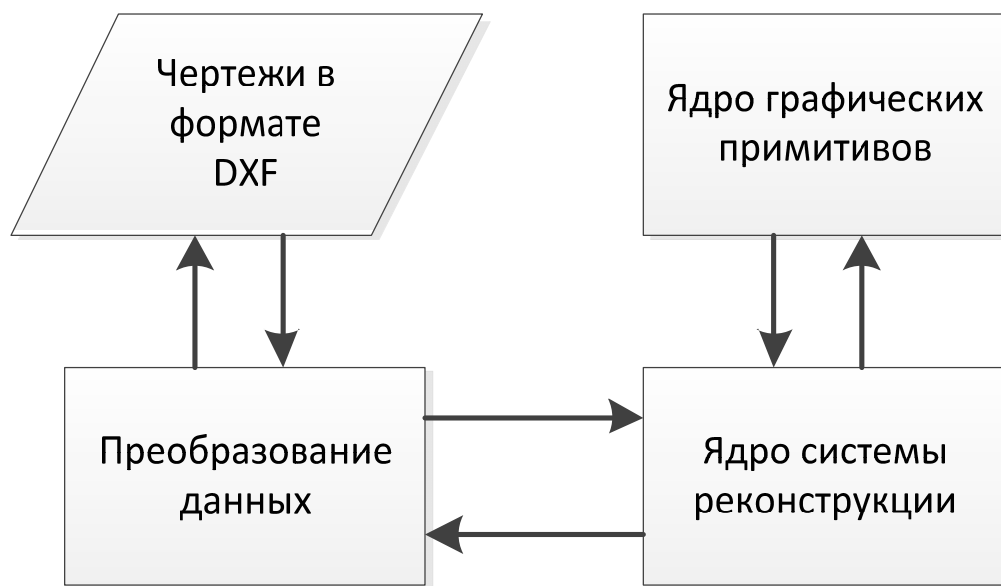 Чертежи в
формате
DXF
Ядро графических
примитивов
Преобразование
данных
Ядро системы
реконструкции